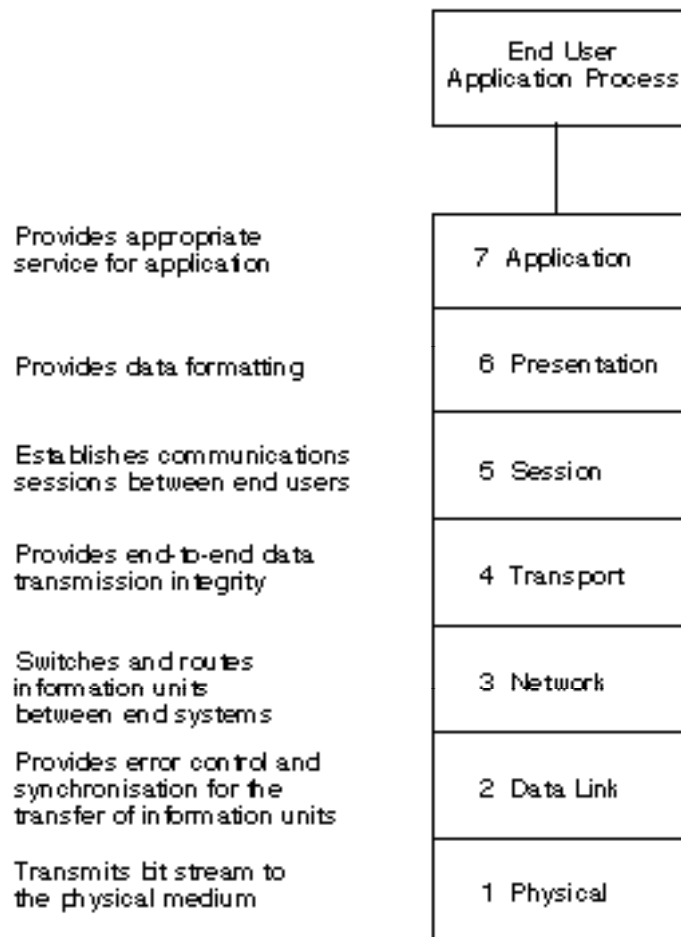 End User
Application Process
Provides appropriate
service for application
7 Application
Provides data formatting
6 Presentation
Establishes communications
sessions between end users
5 Session
Provides end-to-end data
transmission integrity
4 Transport
Switches and routes
information units
between end systems
3 Network
Provides error control and
synchronisation for the
transfer of information units
2 Data Link
Transmits bit stream to
the physical medium
1 Physical